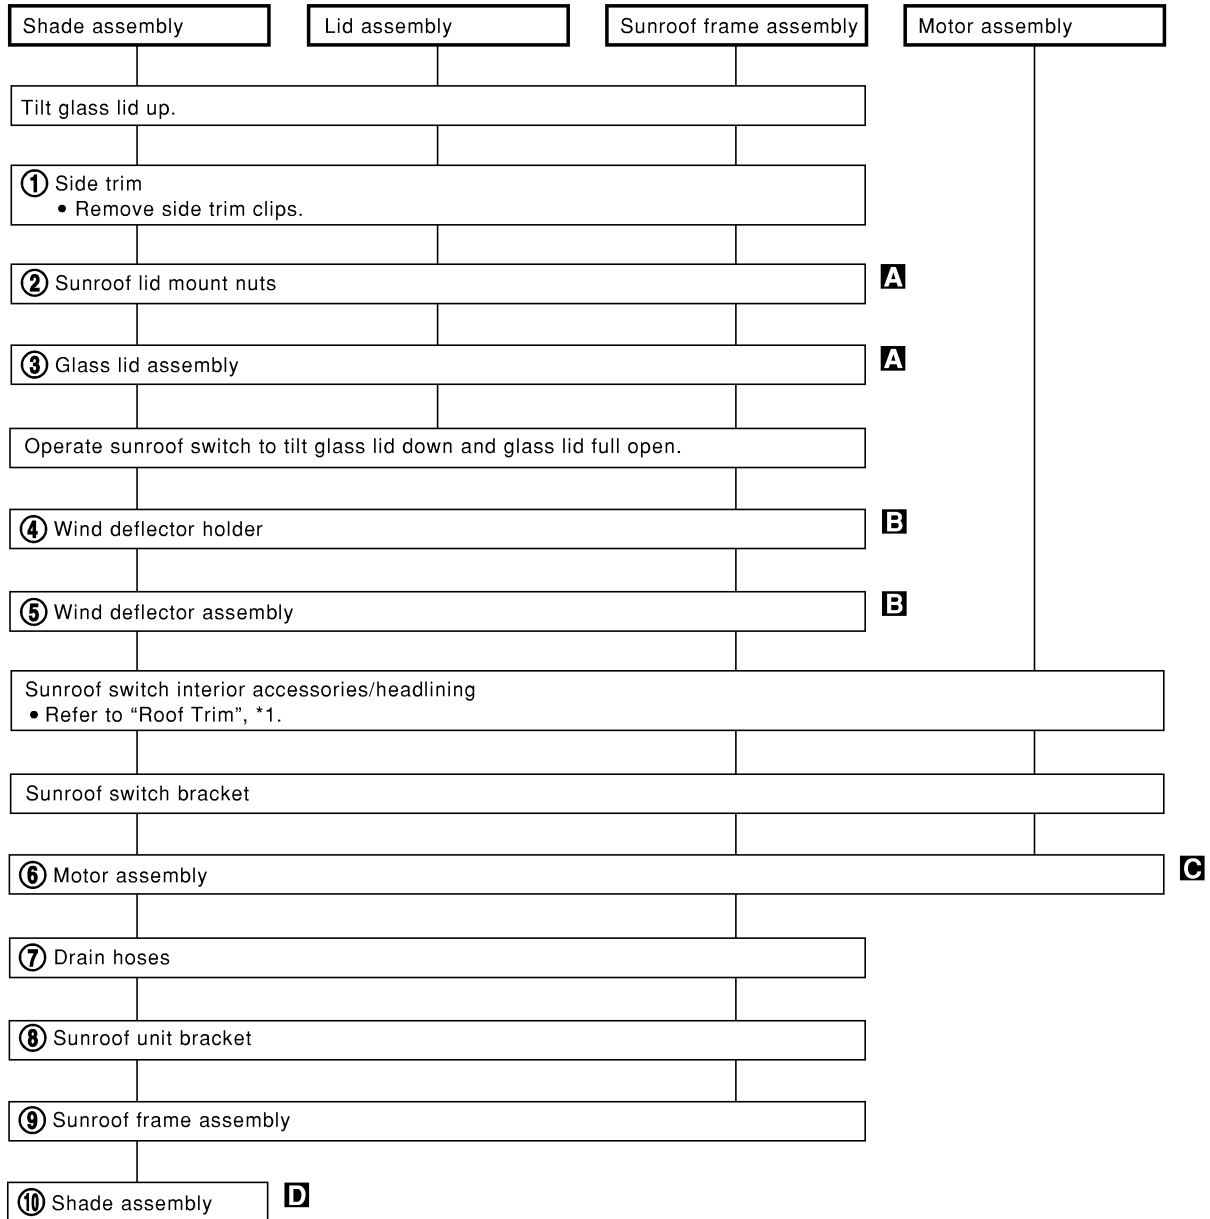 Shade assembly
Lid assembly
Sunroof frame assembly
Motor assembly
Tilt glass lid up.
① Side trim
• Remove side trim clips.
② Sunroof lid mount nuts
A
③ Glass lid assembly
A
Operate sunroof switch to tilt glass lid down and glass lid full open.
④ Wind deflector holder
B
⑤ Wind deflector assembly
B
Sunroof switch interior accessories/headlining
• Refer to “Roof Trim”, *1.
Sunroof switch bracket
⑥ Motor assembly
C
⑦ Drain hoses
⑧ Sunroof unit bracket
⑨ Sunroof frame assembly
⑩ Shade assembly
D